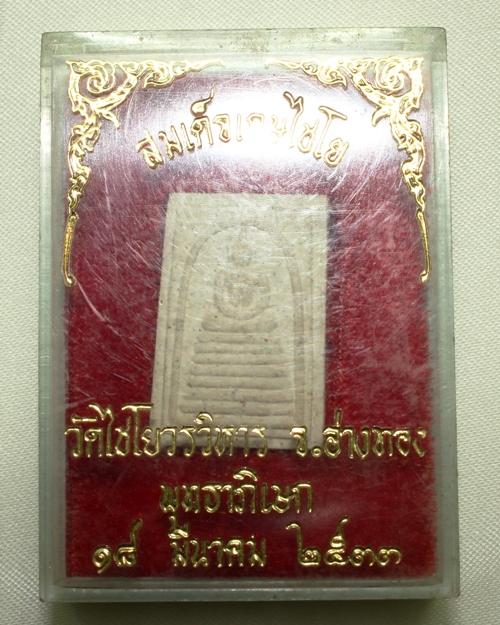 สมเด็จเกษไชโย
วัดไชโยวรวิหาร จ.อ่างทอง
พุทธาภิเษก
๑๘ มีนาคม ๒๕๓๓